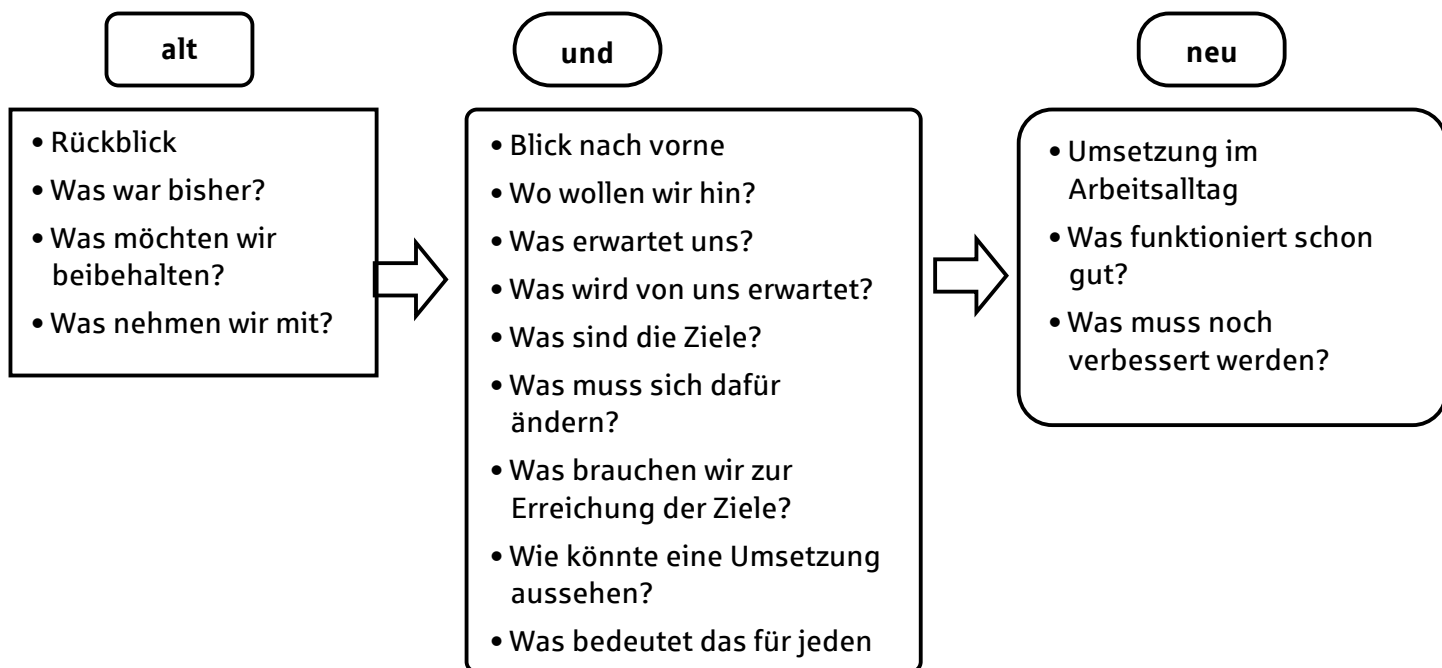 alt
• Rückblick
• Was war bisher?
• Was möchten wir
beibehalten?
• Was nehmen wir mit?
und
• Blick nach vorne
• Wo wollen wir hin?
• Was erwartet uns?
• Was wird von uns erwartet?
• Was sind die Ziele?
• Was muss sich dafür
ändern?
• Was brauchen wir zur
Erreichung der Ziele?
• Wie könnte eine Umsetzung
aussehen?
• Was bedeutet das für jeden
neu
• Umsetzung im
Arbeitsalltag
• Was funktioniert schon
gut?
• Was muss noch
verbessert werden?